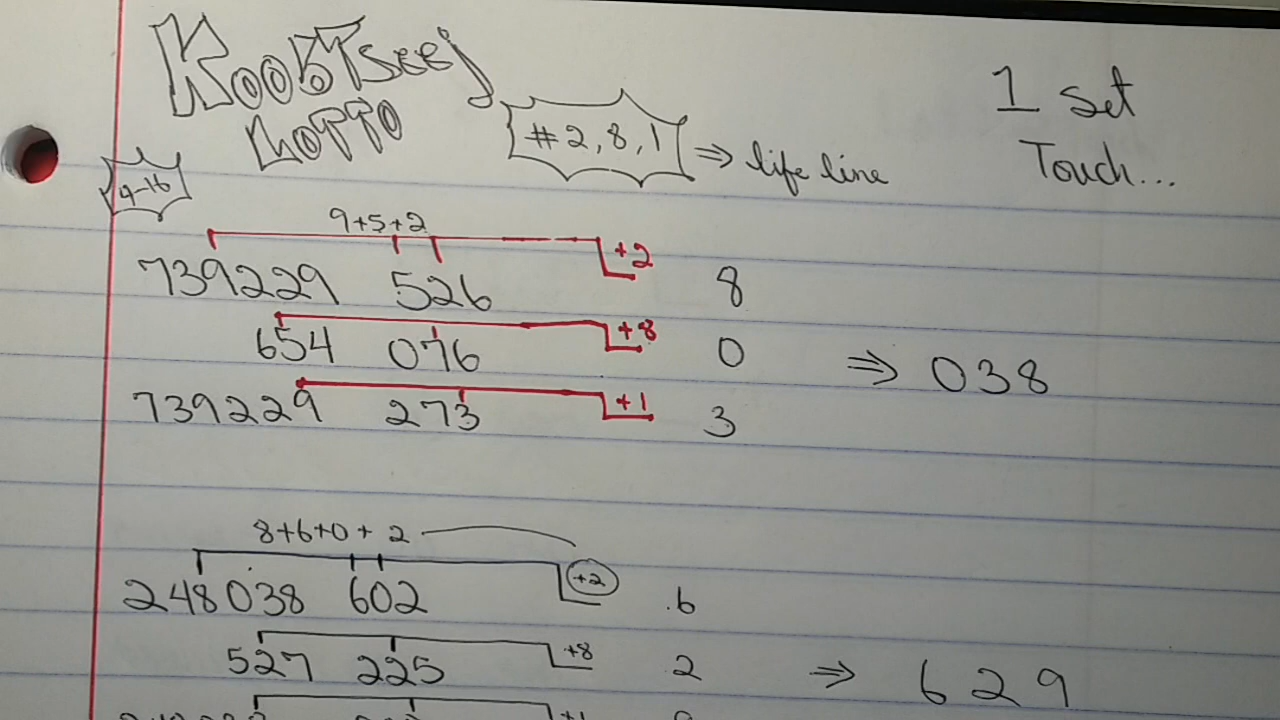 KOOBTSEEJ
LOTTO
#2,8,1 ⇒ life line
1 Set
Touch...
9-16
9+5+2
739229 526 +2 8
654 076 +8 0 ⇒ 038
739229 273 +1 3
8+6+0+2
248038 602 +2 6
527 225 +8 2 ⇒ 629
+1